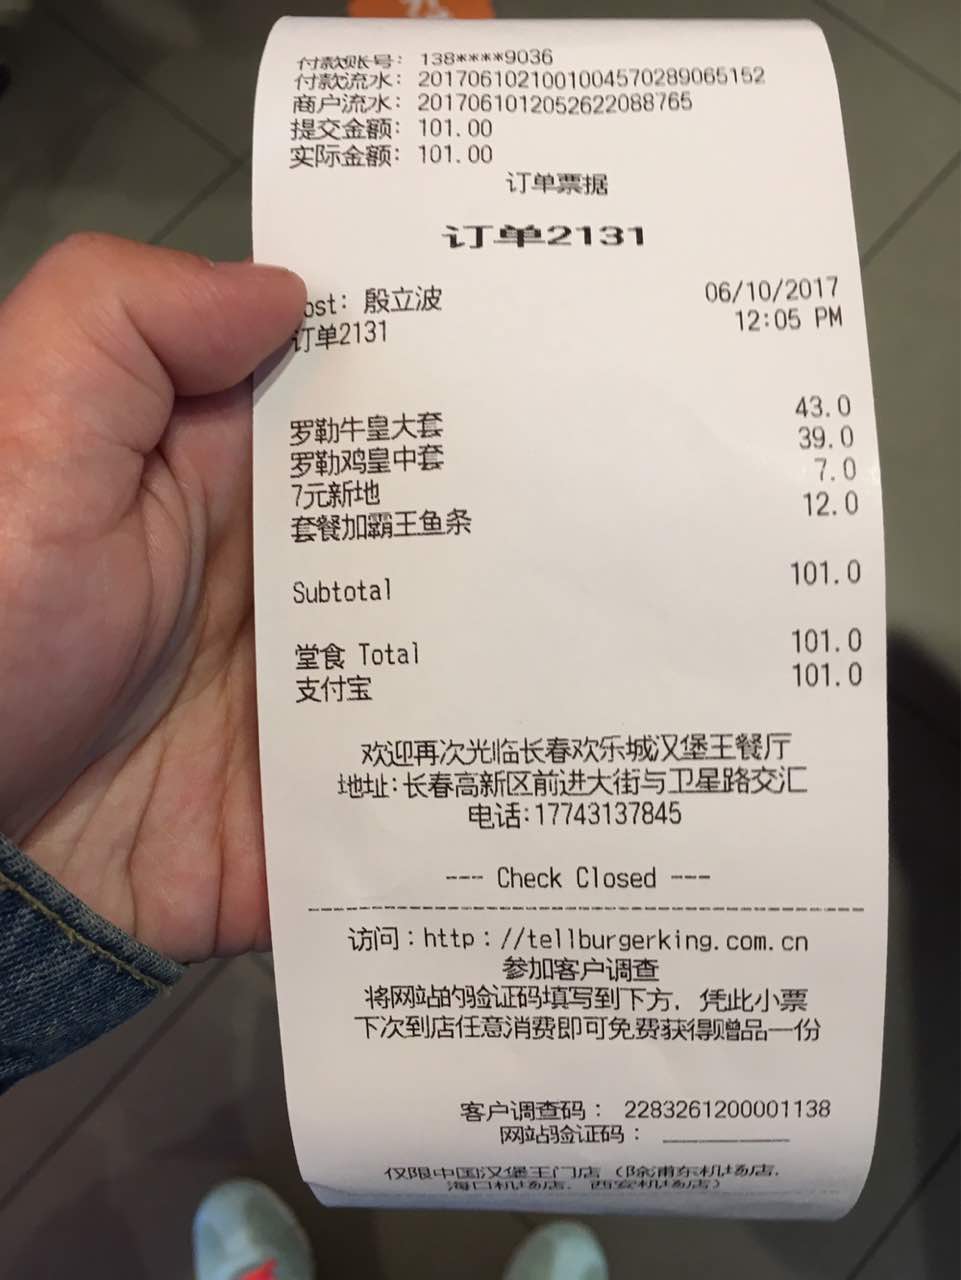 付款账号: 138****9036
付款流水: 2017061021001004570289065152
商户流水: 20170610120526220­88765
提交金额: 101.00
实际金额: 101.00
订单票据
订单2131
ost: 殷立波 06/10/2017
订单2131 12:05 PM
罗勒牛皇大套 43.0
罗勒鸡皇中套 39.0
7元新地 7.0
套餐加霸王鱼条 12.0
Subtotal 101.0
堂食 Total 101.0
支付宝 101.0
欢迎再次光临长春欢乐城汉堡王餐厅
地址:长春高新区前进大街与卫星路交汇
电话:17743137845
--- Check Closed ---
访问:http://tellburgerking.com.cn
参加客户调查
将网站的验证码填写到下方, 凭此小票
下次到店任意消费即可免费获得赠品一份
客户调查码: 2283261200001138
网站验证码: ________
仅限中国汉堡王门店 (除浦东机场店,
海口机场店, 西安机场店)